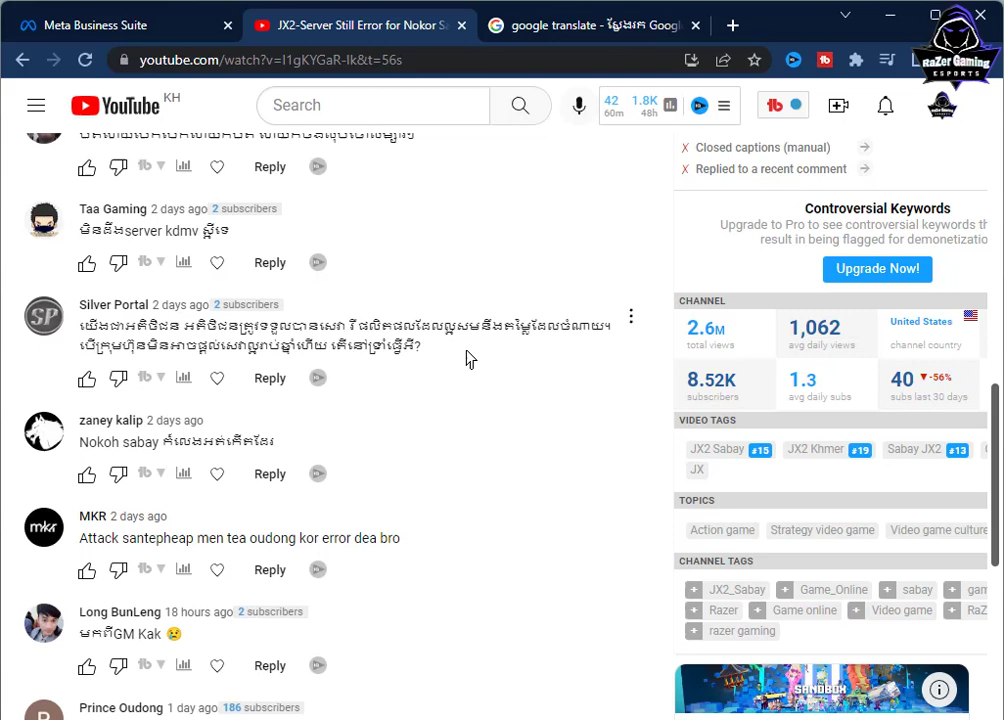 Meta Business Suite
JX2-Server Still Error for Nokor Sa
google translate - ស្វែងរក Googl
youtube.com/watch?v=I1gKYGaR-Ik&t=56s
RaZer Gaming
ESPORTS
YouTube KH
Search
42 60m
1.8K 48h
tb
Reply
Taa Gaming 2 days ago 2 subscribers
មិនដឹងserver kdmv ស្អីទេ
Reply
Silver Portal 2 days ago 2 subscribers
យើងជាអតិថិជន អតិថិជនត្រូវទទួលបានសេវា រឺ ផលិតផលដែលល្អសមនឹងតម្លៃដែលចំណាយ។
បើក្រុមហ៊ុនមិនអាចផ្តល់សេវាល្អរាប់ឆ្នាំហើយ តើនៅទ្រាំធ្វើអី?
Reply
zaney kalip 2 days ago
Nokoh sabay កំលេងអត់កើតដែរ
Reply
MKR 2 days ago
mkr
Attack santepheap men tea oudong kor error dea bro
Reply
Long BunLeng 18 hours ago 2 subscribers
មកពីGM Kak 😢
Reply
Prince Oudong 1 day ago 186 subscribers
X Closed captions (manual)
X Replied to a recent comment
Controversial Keywords
Upgrade to Pro to see controversial keywords th
result in being flagged for demonetizatio
Upgrade Now!
CHANNEL
2.6M total views
1,062 avg daily views
United States channel country
8.52K subscribers
1.3 avg daily subs
40 ▼-56% subs last 30 days
VIDEO TAGS
JX2 Sabay #15 JX2 Khmer #19 Sabay JX2 #13
JX
TOPICS
Action game Strategy video game Video game culture
CHANNEL TAGS
+ JX2_Sabay + Game_Online + sabay + gam
+ Razer + Game online + Video game + RaZ
+ razer gaming
SANDBOX